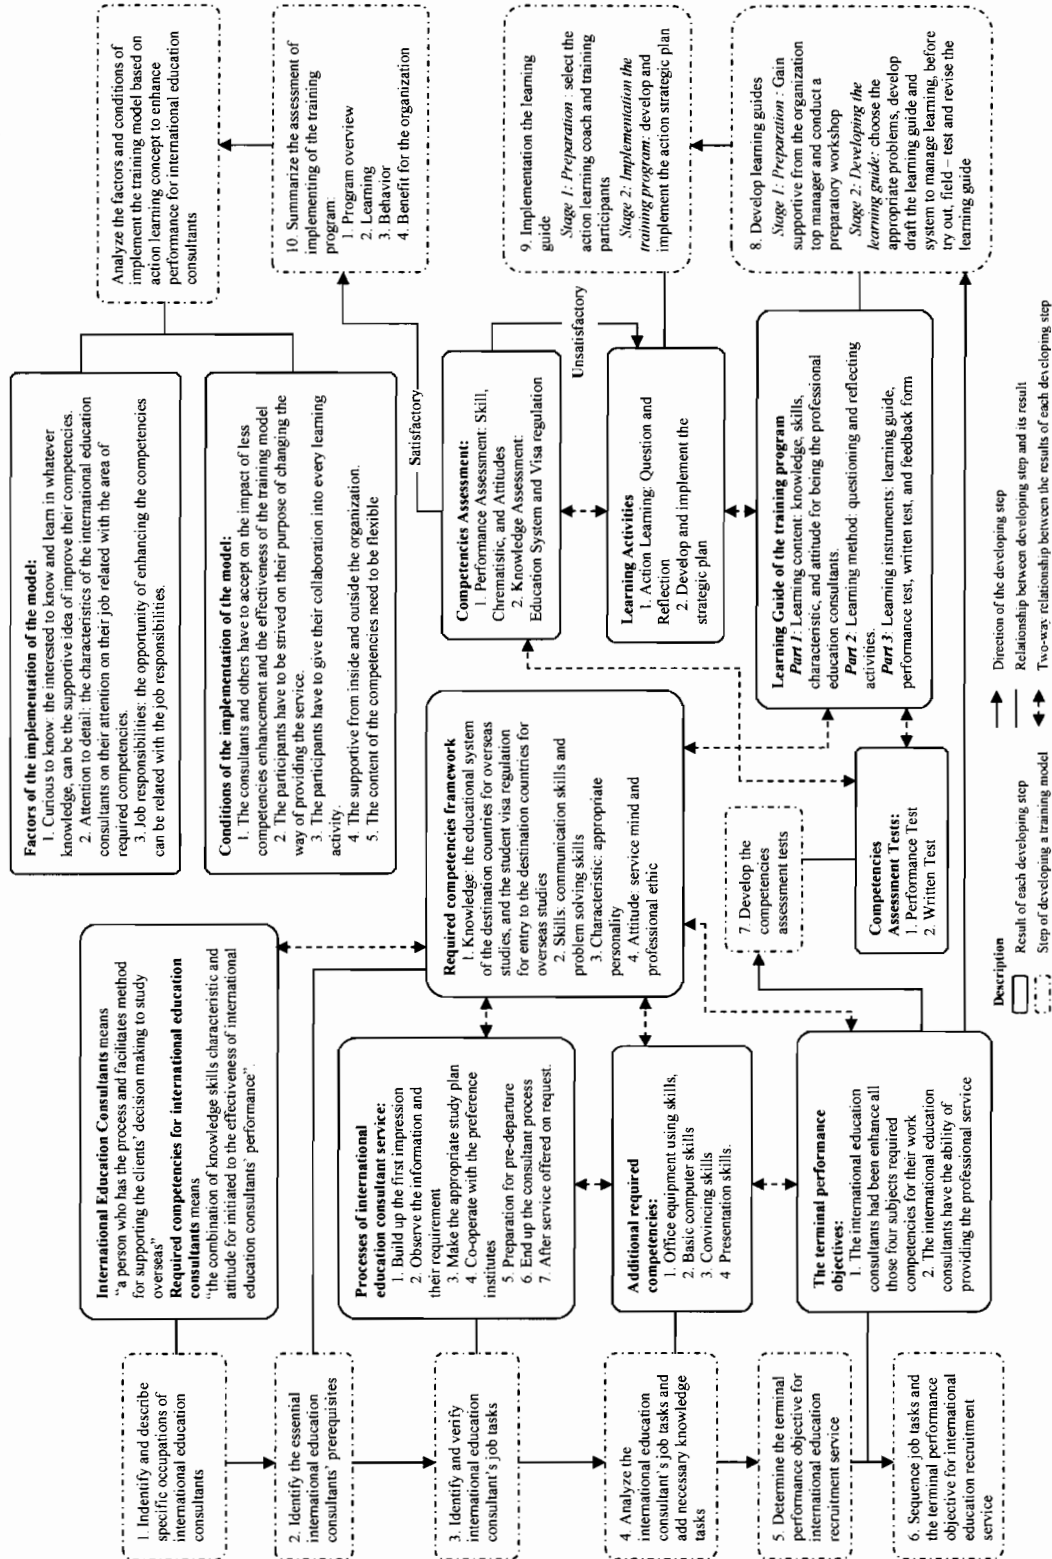 1. Indentify and describe
specific occupations of
international education
consultants
2. Identify the essential
international education
consultants' prerequisites
3. Identify and verify
international education
consultant's job tasks
4. Analyze the
international education
consultant's job tasks and
add necessary knowledge
tasks
5. Determine the terminal
performance objective for
international education
recruitment service
6. Sequence job tasks and
the terminal performance
objective for international
education recruitment
service
International Education Consultants means
"a person who has the process and facilitates method
for supporting the clients' decision making to study
overseas"
Required competencies for international education
consultants means
"the combination of knowledge skills characteristic and
attitude for initiated to the effectiveness of international
education consultants' performance".
Processes of international
education consultant service:
1. Build up the first impression
2. Observe the information and
their requirement
3. Make the appropriate study plan
4. Co-operate with the preference
institutes
5. Preparation for pre-departure
6. End up the consultant process
7. After service offered on request.
Additional required
competencies:
1. Office equipment using skills,
2. Basic computer skills
3. Convincing skills
4 Presentation skills.
The terminal performance
objectives:
1. The international education
consultants had been enhance all
those four subjects required
competencies for their work
2. The international education
consultants have the ability of
providing the professional service
Required competencies framework
1. Knowledge: the educational system
of the destination countries for overseas
studies, and the student visa regulation
for entry to the destination countries for
overseas studies
2. Skills: communication skills and
problem solving skills
3. Characteristic: appropriate
personality
4. Attitude: service mind and
professional ethic
7. Develop the
competencies
assessment tests
Competencies
Assessment Tests:
1. Performance Test
2. Written Test
Factors of the implementation of the model:
1. Curious to know: the interested to know and learn in whatever
knowledge, can be the supportive idea of improve their competencies.
2. Attention to detail: the characteristics of the international education
consultants on their attention on their job related with the area of
required competencies.
3. Job responsibilities: the opportunity of enhancing the competencies
can be related with the job responsibilities.
Conditions of the implementation of the model:
1. The consultants and others have to accept on the impact of less
competencies enhancement and the effectiveness of the training model
2. The participants have to be strived on their purpose of changing the
way of providing the service.
3. The participants have to give their collaboration into every learning
activity.
4. The supportive from inside and outside the organization.
5. The content of the competencies need to be flexible
Satisfactory
Competencies Assessment:
1. Performance Assessment: Skill,
Chrematistic, and Attitudes
2. Knowledge Assessment:
Education System and Visa regulation
Unsatisfactory
Learning Activities
1. Action Learning: Question and
Reflection
2. Develop and implement the
strategic plan
Learning Guide of the training program
Part 1: Learning content: knowledge, skills,
characteristic, and attitude for being the professional
education consultants.
Part 2: Learning method: questioning and reflecting
activities.
Part 3: Learning instruments: learning guide,
performance test, written test, and feedback form
Analyze the factors and conditions of
implement the training model based on
action learning concept to enhance
performance for international education
consultants
10. Summarize the assessment of
implementing of the training
program:
1. Program overview
2. Learning
3. Behavior
4. Benefit for the organization
9. Implementation the learning
guide
Stage 1: Preparation : select the
action learning coach and training
participants
Stage 2: Implementation the
training program: develop and
implement the action strategic plan
8. Develop learning guides
Stage 1: Preparation : Gain
supportive from the organization
top manager and conduct a
preparatory workshop
Stage 2: Developing the
learning guide: choose the
appropriate problems, develop
draft the learning guide and
system to manage learning, before
try out, field – test and revise the
learning guide
Description
Result of each developing step
Step of developing a training model
Direction of the developing step
Relationship between developing step and its result
Two-way relationship between the results of each developing step